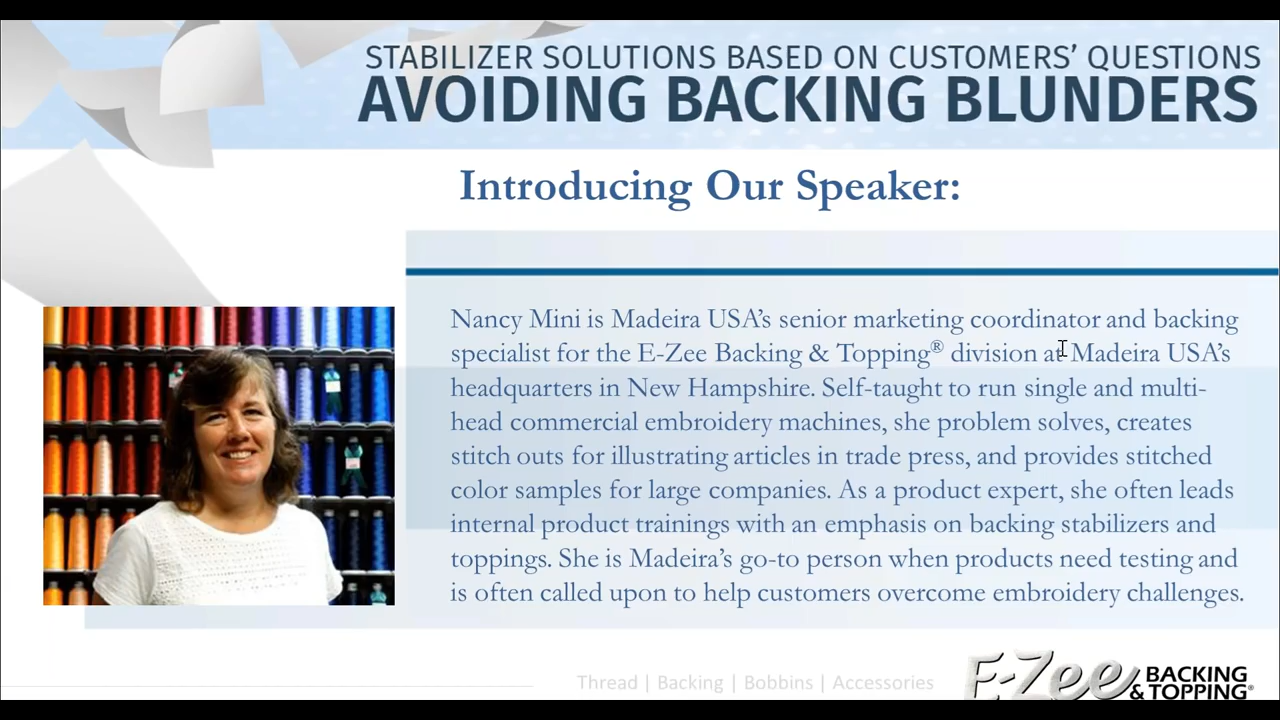 STABILIZER SOLUTIONS BASED ON CUSTOMERS' QUESTIONS
AVOIDING BACKING BLUNDERS
Introducing Our Speaker:
Nancy Mini is Madeira USA's senior marketing coordinator and backing
specialist for the E-Zee Backing & Topping® division at Madeira USA's
headquarters in New Hampshire. Self-taught to run single and multi-
head commercial embroidery machines, she problem solves, creates
stitch outs for illustrating articles in trade press, and provides stitched
color samples for large companies. As a product expert, she often leads
internal product trainings with an emphasis on backing stabilizers and
toppings. She is Madeira's go-to person when products need testing and
is often called upon to help customers overcome embroidery challenges.
Thread | Backing | Bobbins | Accessories
E-Zee BACKING
& TOPPING®